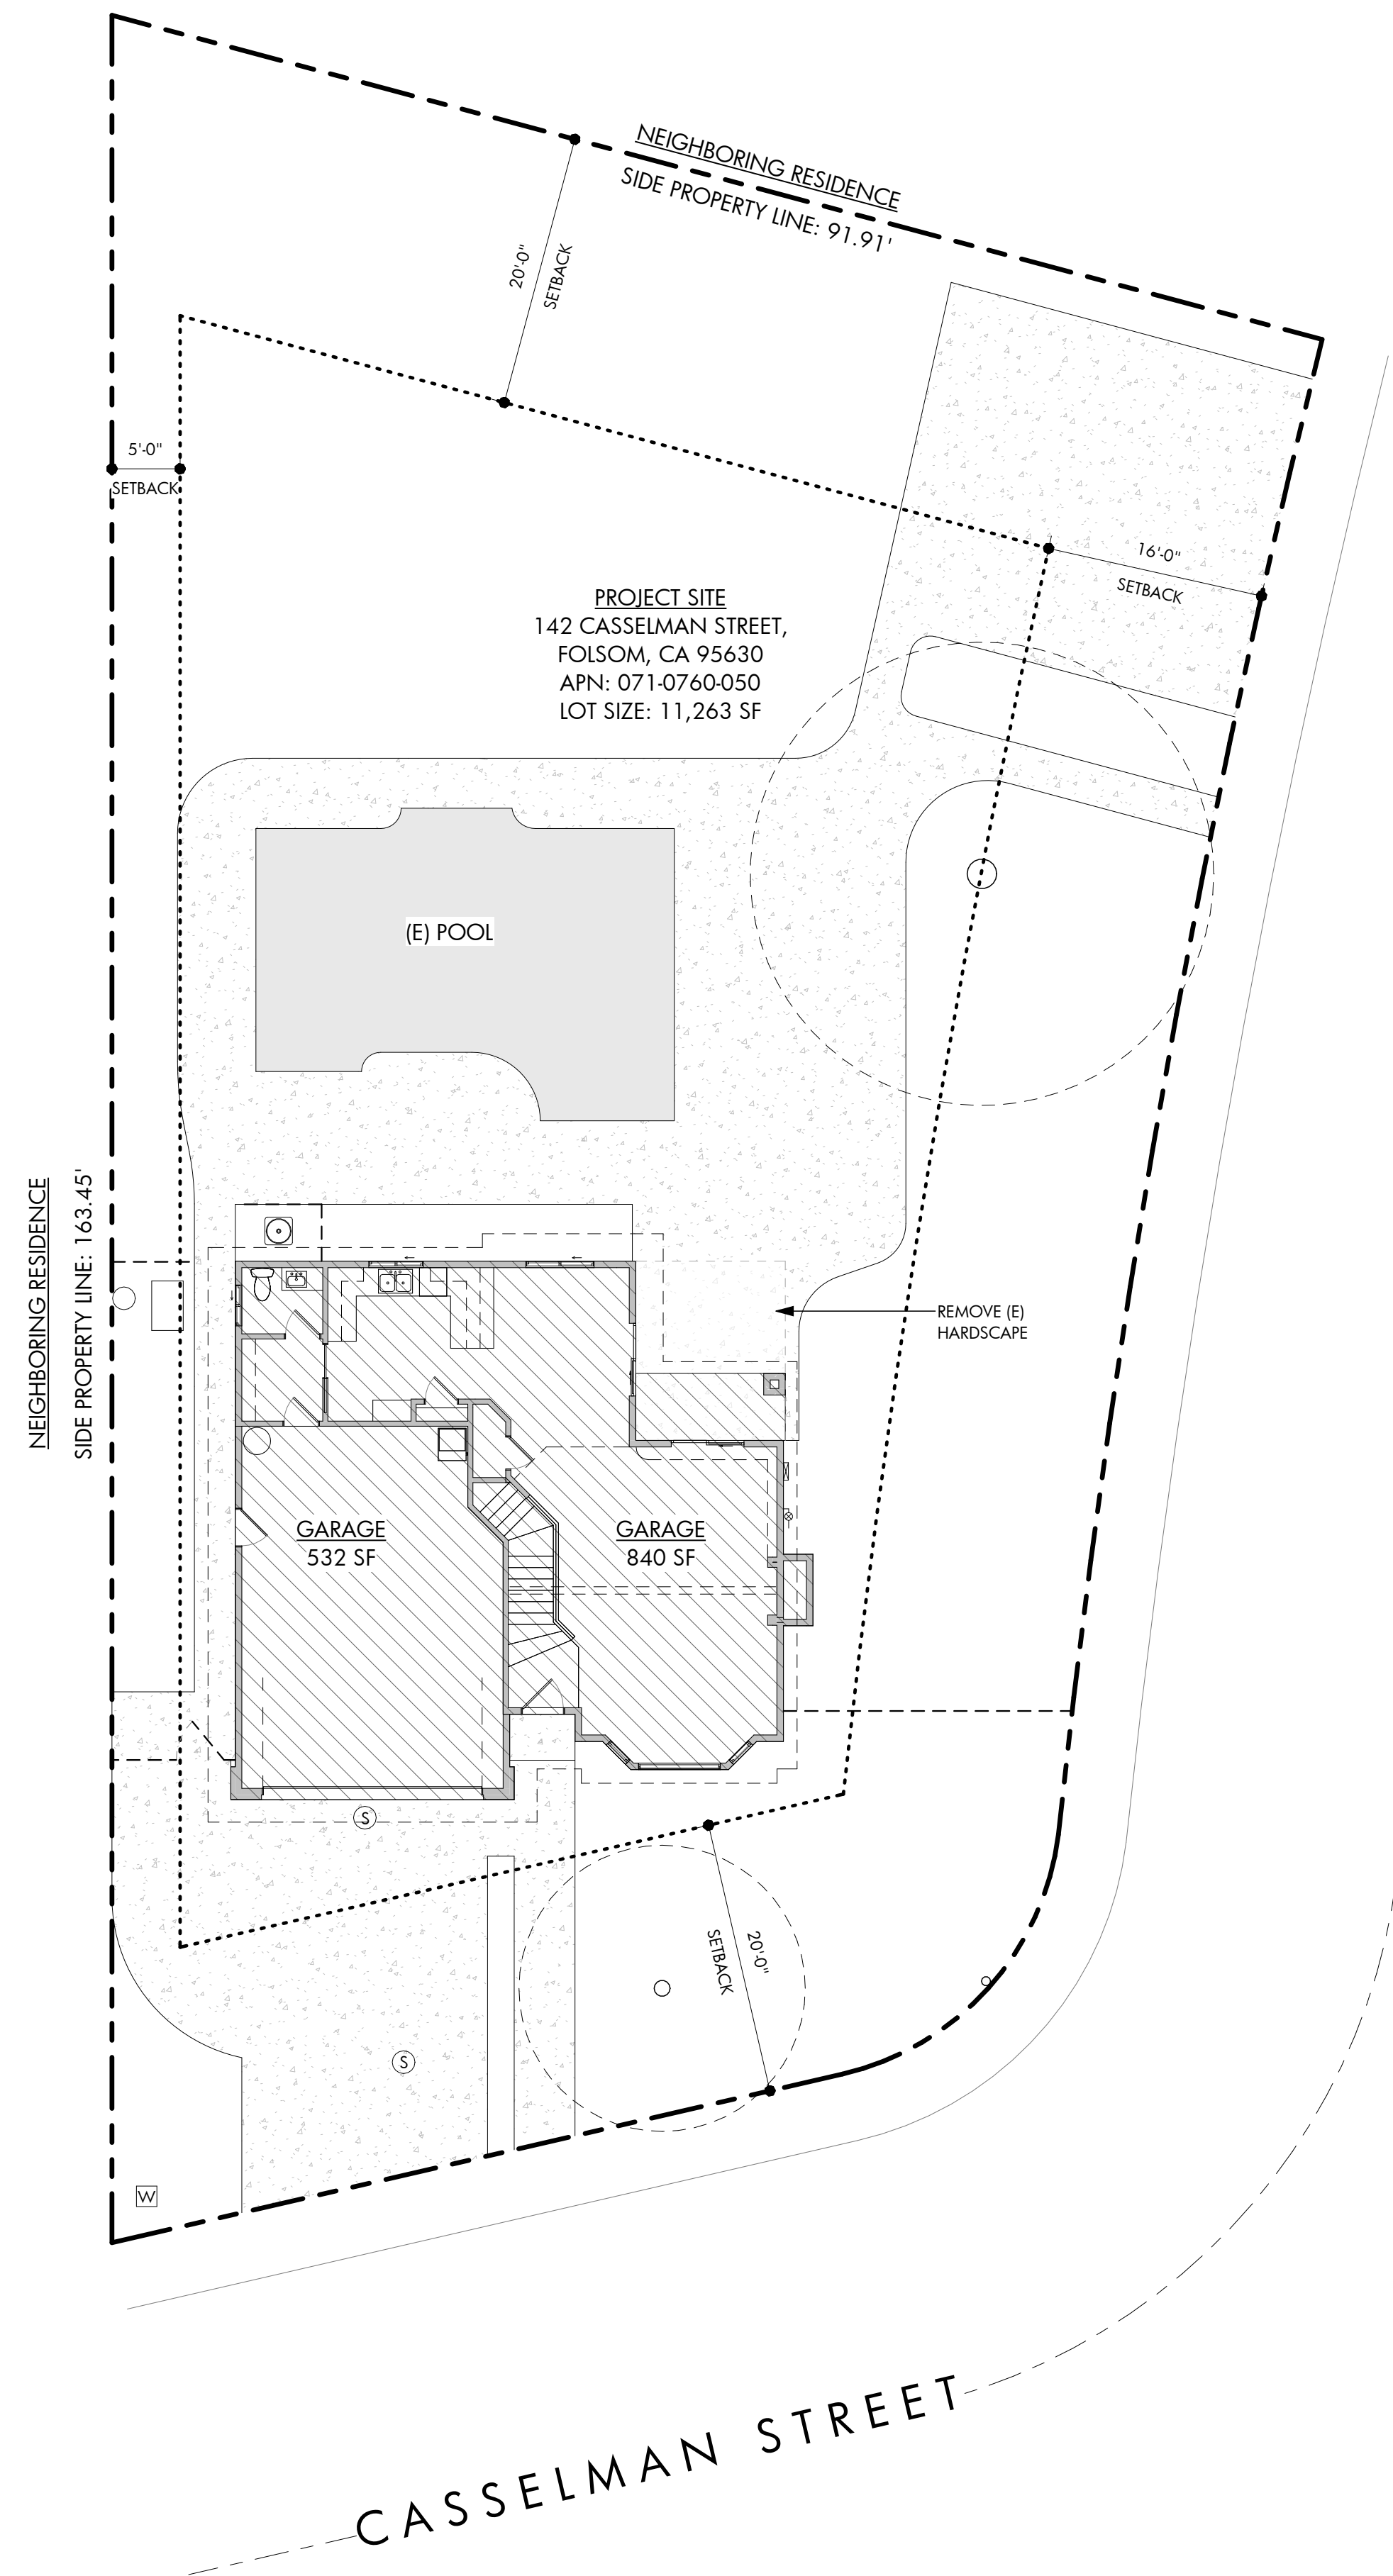 NEIGHBORING RESIDENCE
SIDE PROPERTY LINE: 91.91'
20'-0"
SETBACK
5'-0"
SETBACK
16'-0"
SETBACK
PROJECT SITE
142 CASSELMAN STREET,
FOLSOM, CA 95630
APN: 071-0760-050
LOT SIZE: 11,263 SF
(E) POOL
NEIGHBORING RESIDENCE
SIDE PROPERTY LINE: 163.45'
REMOVE (E)
HARDSCAPE
GARAGE
532 SF
GARAGE
840 SF
S
20'-0"
SETBACK
S
W
CASSELMAN STREET